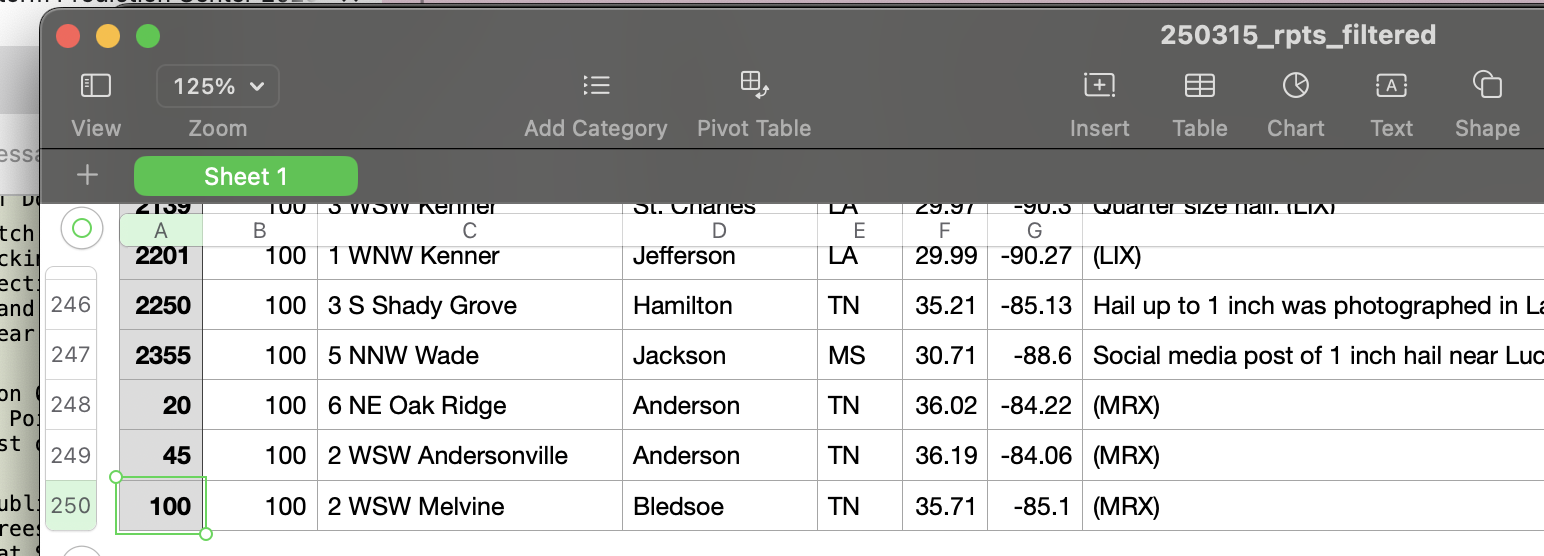 250315_rpts_filtered
125%
View Zoom Add Category Pivot Table Insert Table Chart Text Shape
Sheet 1
2139 100 3 WSW Kenner St. Charles LA 29.97 -90.3 Quarter size hail. (LIX)
A B C D E F G
2201 100 1 WNW Kenner Jefferson LA 29.99 -90.27 (LIX)
246 2250 100 3 S Shady Grove Hamilton TN 35.21 -85.13 Hail up to 1 inch was photographed in
247 2355 100 5 NNW Wade Jackson MS 30.71 -88.6 Social media post of 1 inch hail near Luc
248 20 100 6 NE Oak Ridge Anderson TN 36.02 -84.22 (MRX)
249 45 100 2 WSW Andersonville Anderson TN 36.19 -84.06 (MRX)
250 100 100 2 WSW Melvine Bledsoe TN 35.71 -85.1 (MRX)